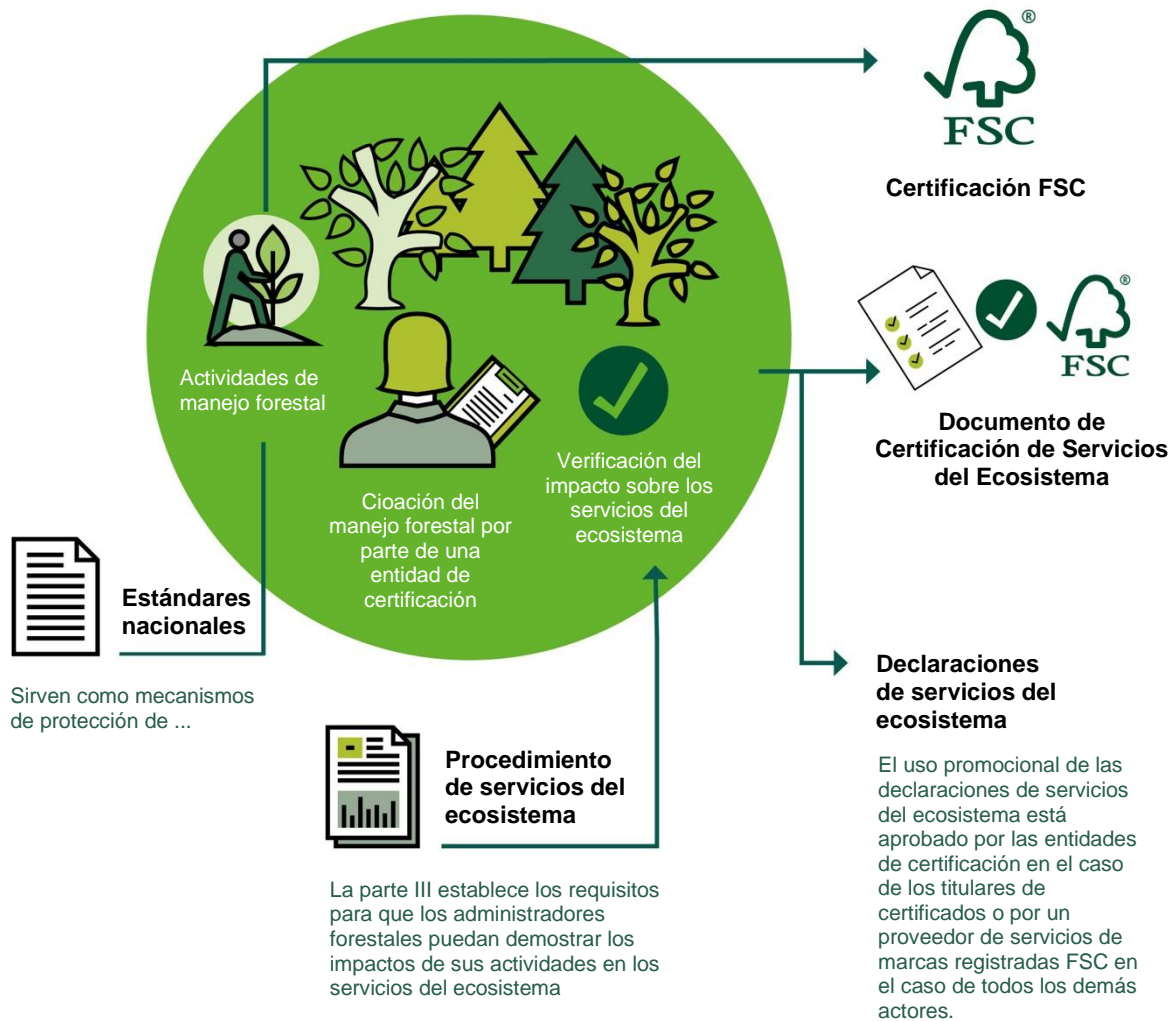 ®
FSC
Certificación FSC
®
FSC
Documento de
Certificación de Servicios
del Ecosistema
Actividades de
manejo forestal
Cioación del
manejo forestal por
parte de una
entidad de
certificación
Verificación del
impacto sobre los
servicios del
ecosistema
Estándares
nacionales
Sirven como mecanismos
de protección de ...
Procedimiento
de servicios del
ecosistema
La parte III establece los requisitos
para que los administradores
forestales puedan demostrar los
impactos de sus actividades en los
servicios del ecosistema
Declaraciones
de servicios del
ecosistema
El uso promocional de las
declaraciones de servicios
del ecosistema está
aprobado por las entidades
de certificación en el caso
de los titulares de
certificados o por un
proveedor de servicios de
marcas registradas FSC en
el caso de todos los demás
actores.